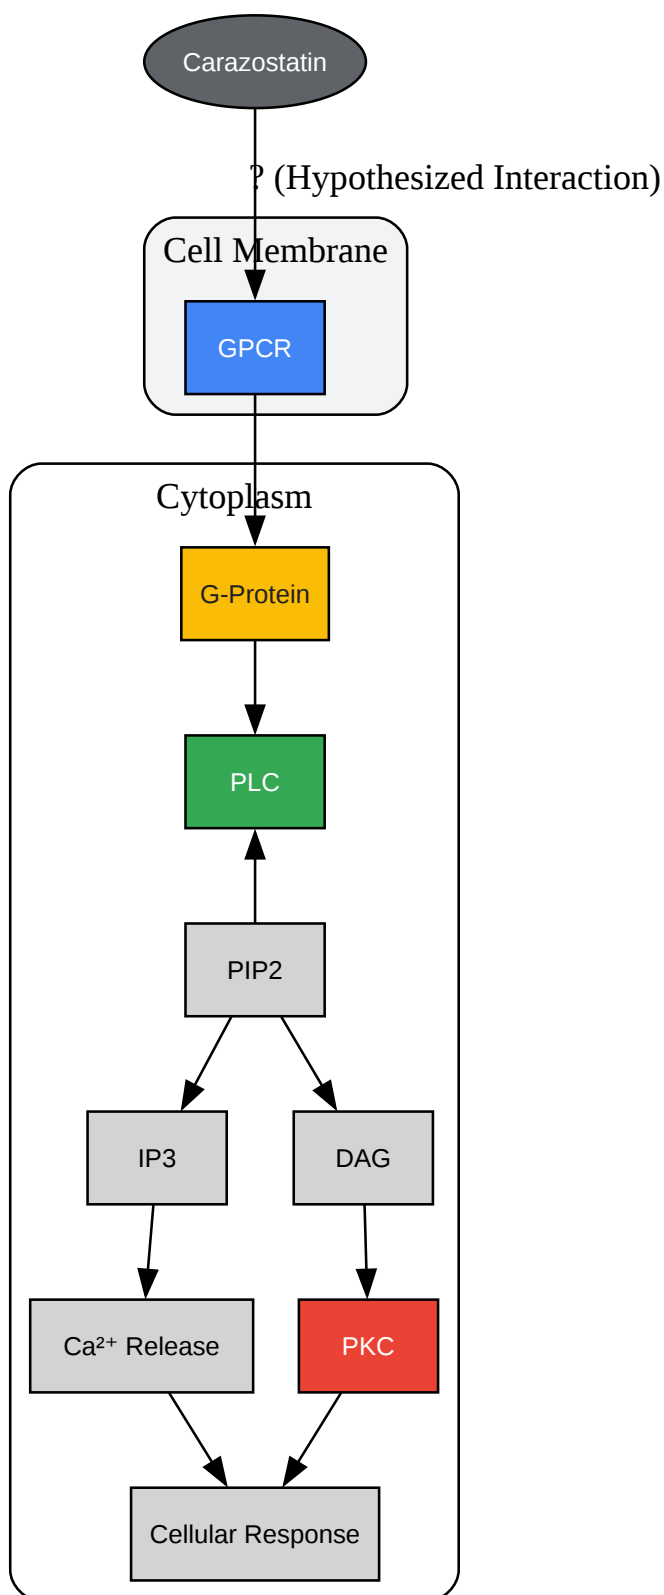 Carazostatin
? (Hypothesized Interaction)
Cell Membrane
GPCR
Cytoplasm
G-Protein
PLC
PIP2
IP3
DAG
Ca²⁺ Release
PKC
Cellular Response